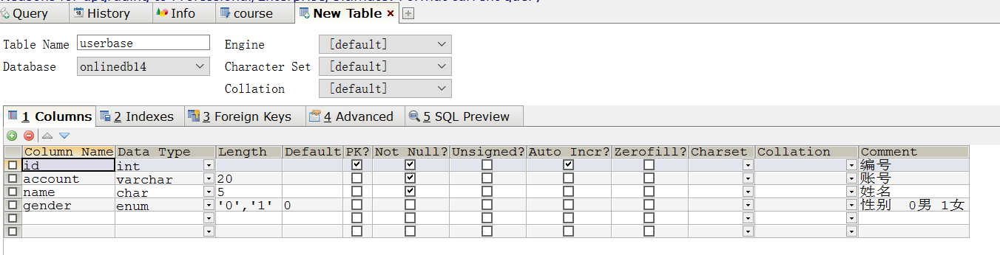 Query History Info course New Table
Table Name userbase Engine [default]
Database onlinedb14 Character Set [default]
Collation [default]
1 Columns 2 Indexes 3 Foreign Keys 4 Advanced 5 SQL Preview
Column Name Data Type Length Default PK? Not Null? Unsigned? Auto Incr? Zerofill? Charset Collation Comment
id int 编号
account varchar 20 账号
name char 5 姓名
gender enum '0','1' 0 性别 0男 1女